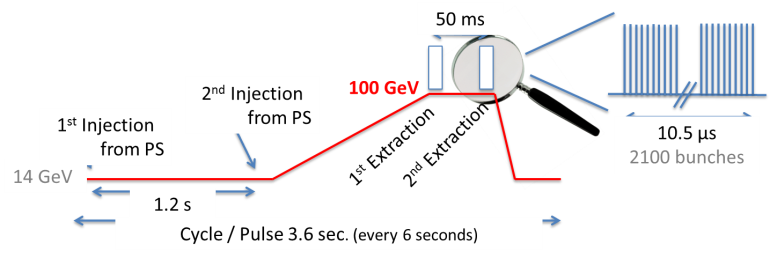 50 ms
100 GeV
2nd Injection
from PS
1st Injection
from PS
1st Extraction
2nd Extraction
10.5 µs
2100 bunches
14 GeV
1.2 s
Cycle / Pulse 3.6 sec. (every 6 seconds)